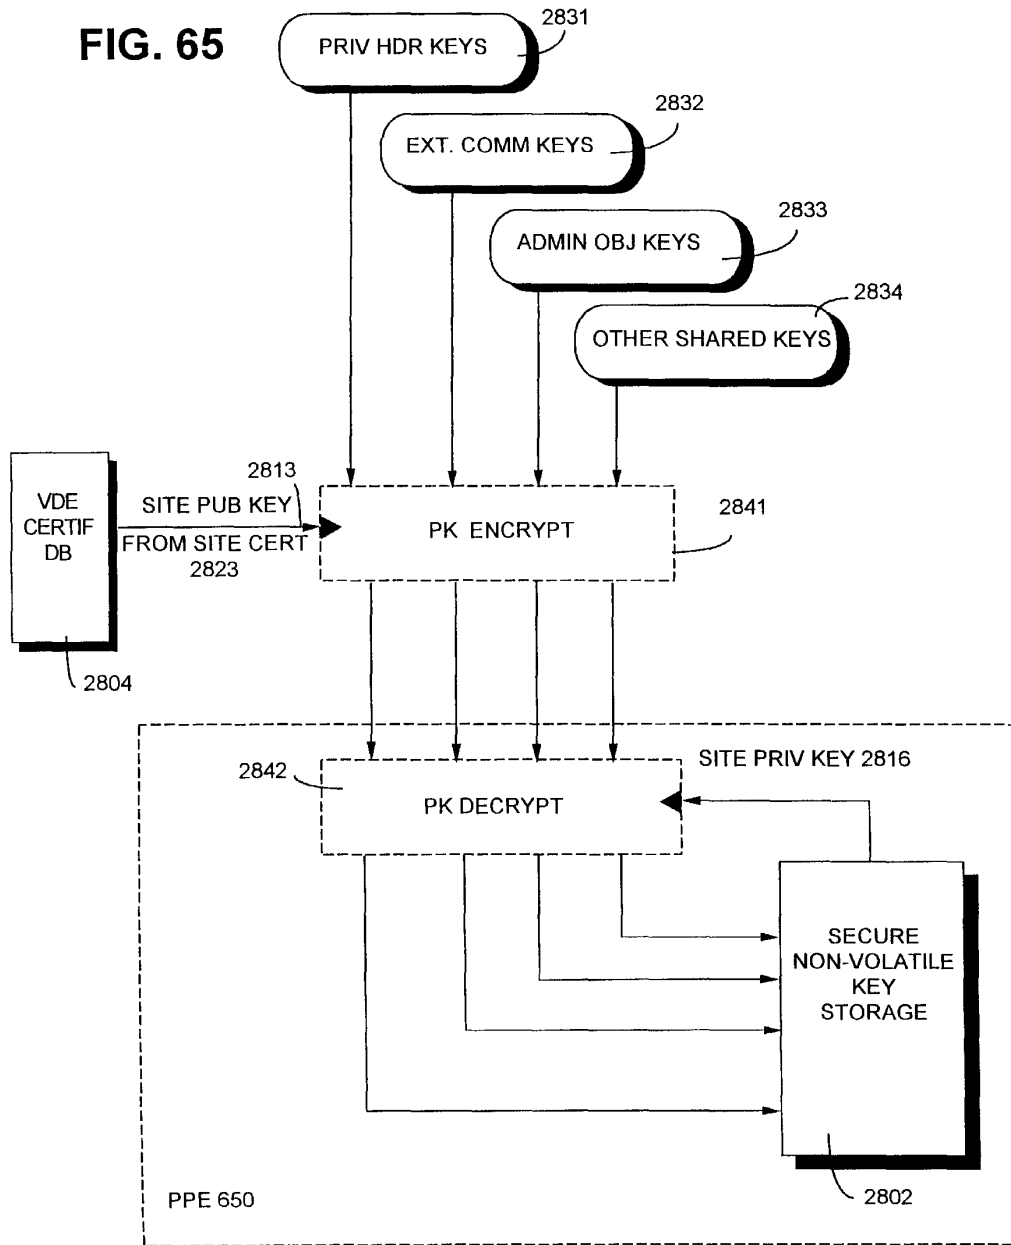 FIG. 65
2831
PRIV HDR KEYS
2832
EXT. COMM KEYS
2833
ADMIN OBJ KEYS
2834
OTHER SHARED KEYS
VDE
CERTIF
DB
2813
SITE PUB KEY
FROM SITE CERT
2823
PK ENCRYPT
2841
2804
2842
SITE PRIV KEY 2816
PK DECRYPT
SECURE
NON-VOLATILE
KEY
STORAGE
2802
PPE 650